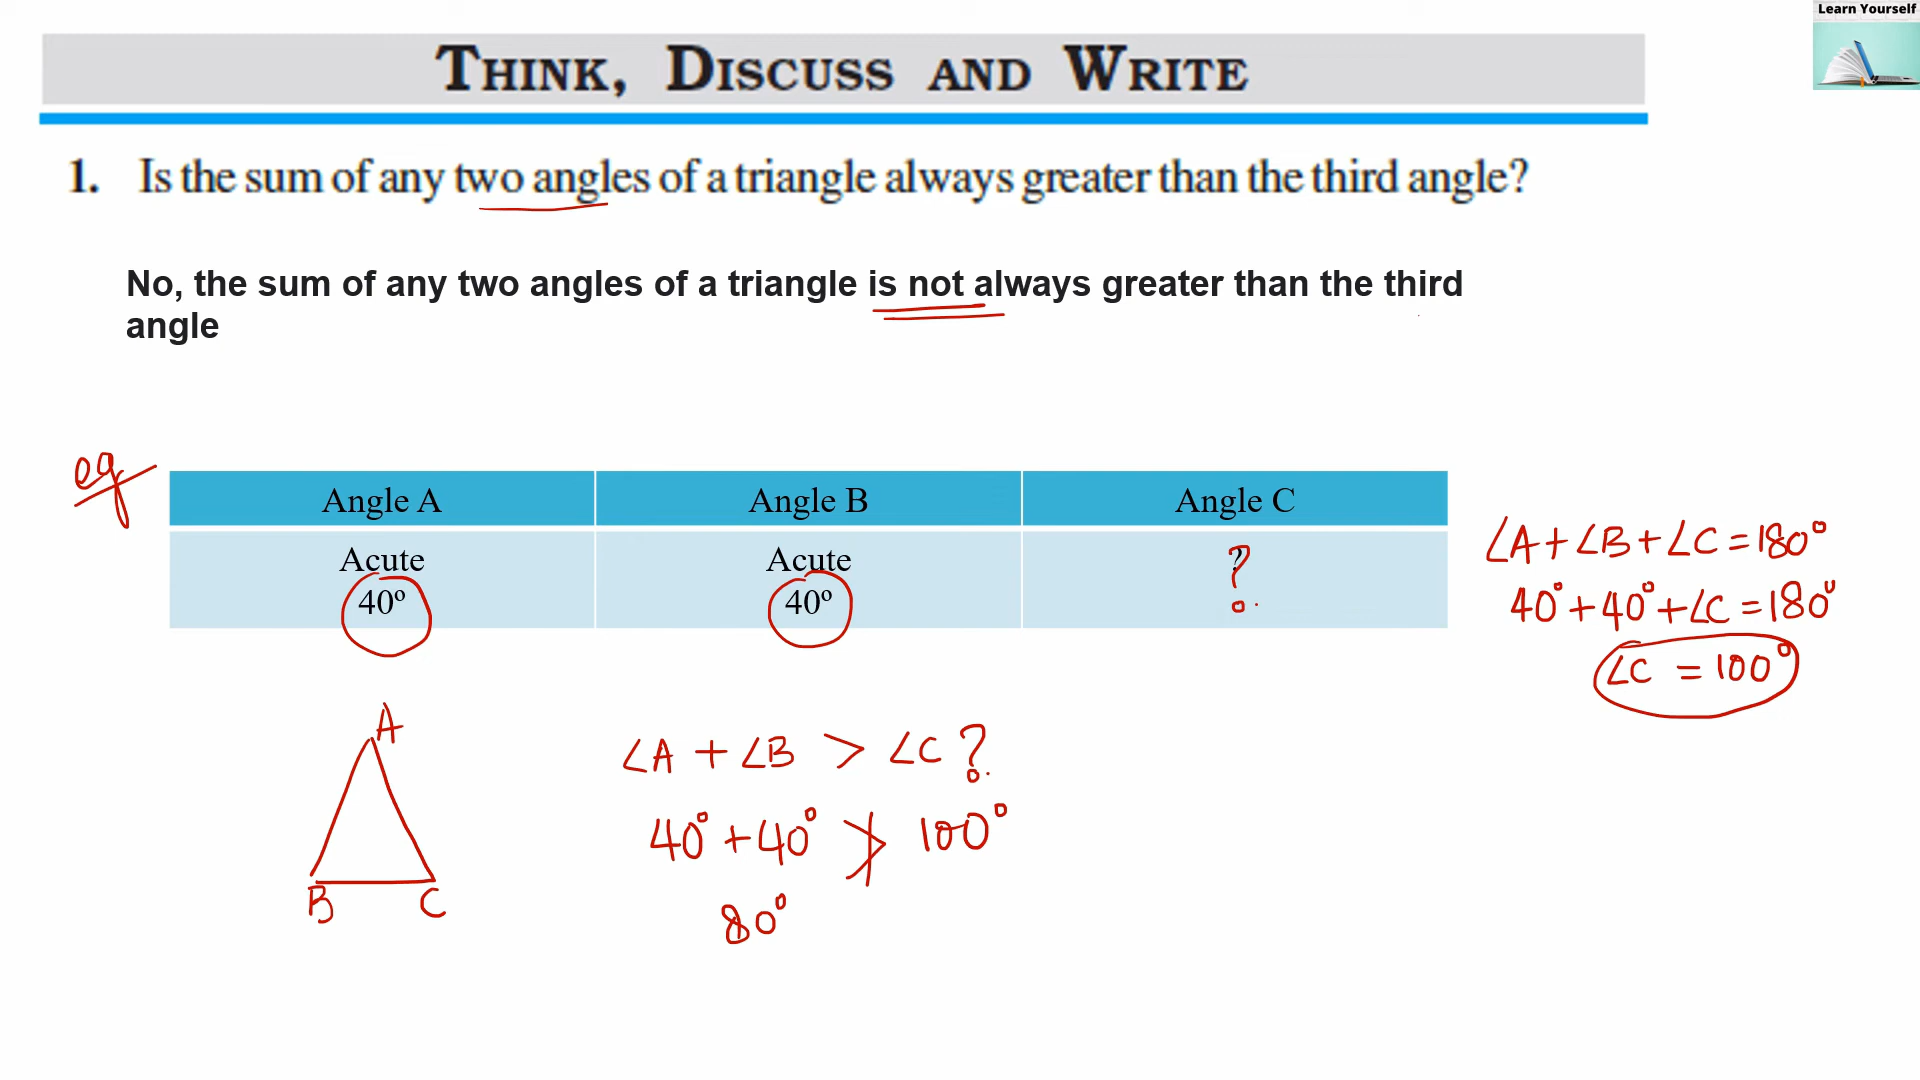 Learn Yourself
THINK, DISCUSS AND WRITE
1. Is the sum of any two angles of a triangle always greater than the third angle?
No, the sum of any two angles of a triangle is not always greater than the third
angle
eg
Angle A Angle B Angle C
Acute Acute ?
40º 40º
∠A+∠B+∠C=180°
40°+40°+∠C=180°
∠C = 100°
A
B C
∠A + ∠B > ∠C ?
40°+40° ≯ 100°
80°